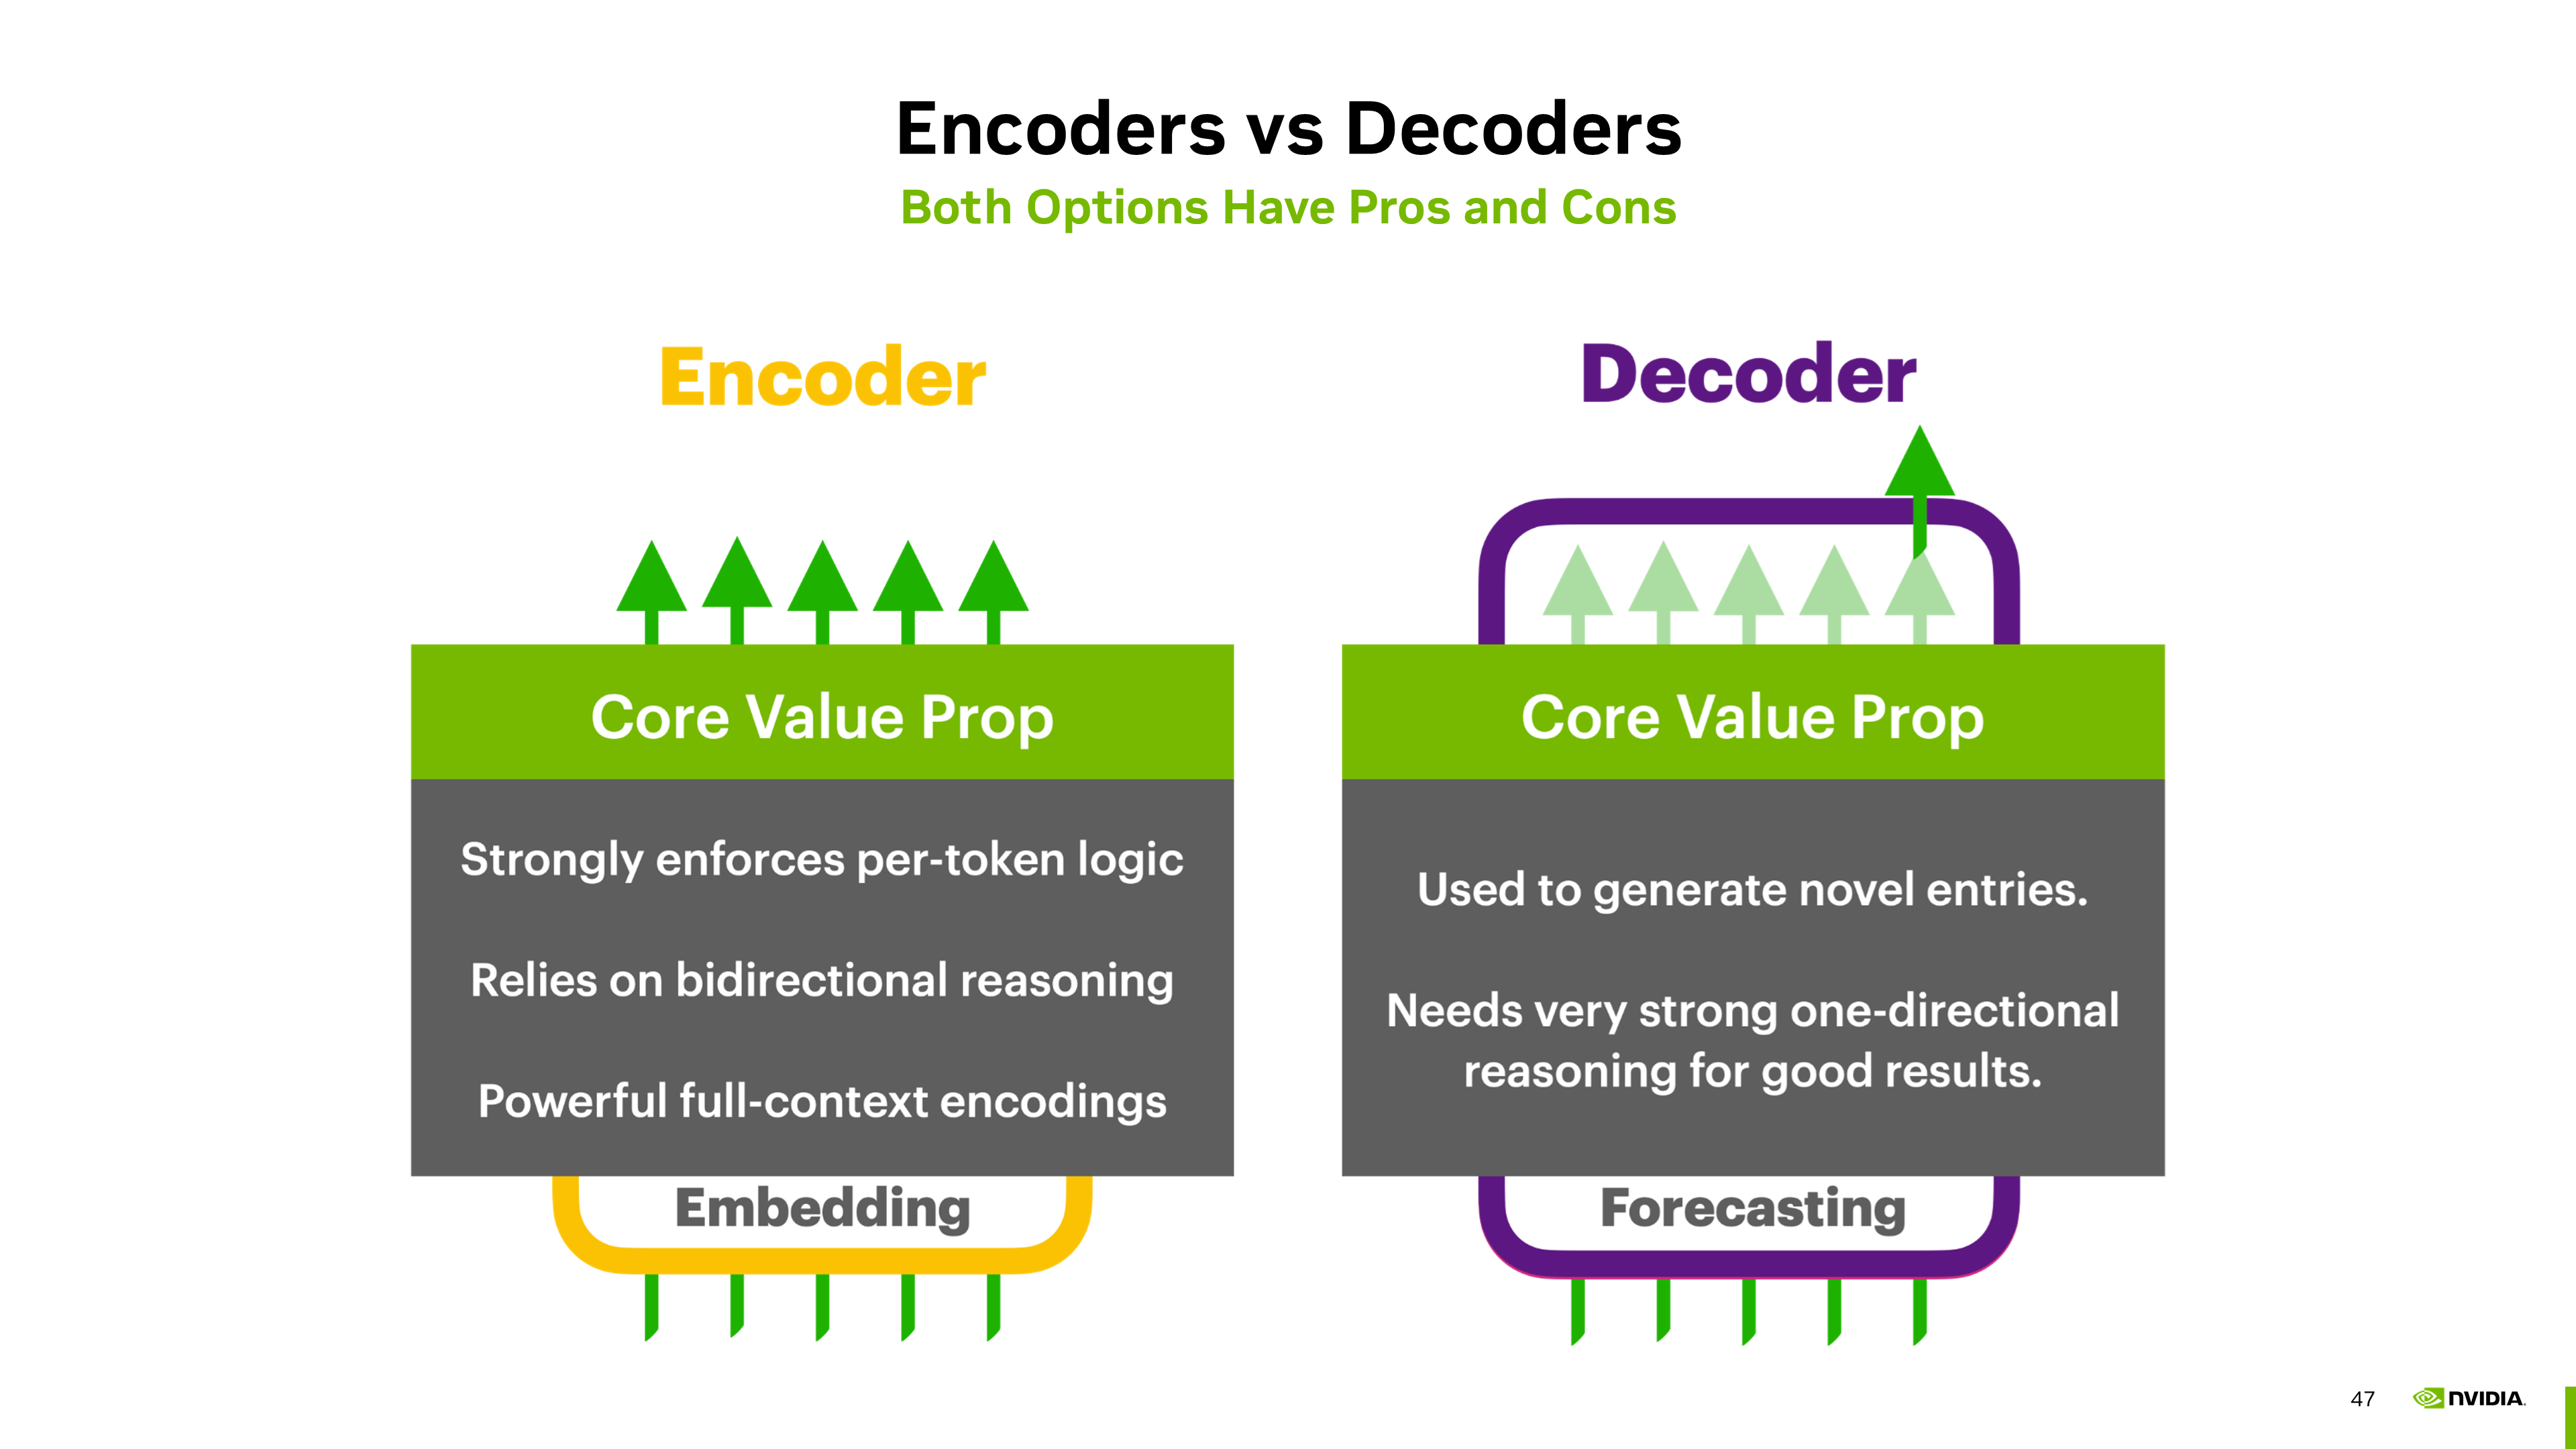 Encoders vs Decoders
Both Options Have Pros and Cons
Encoder
Core Value Prop
Strongly enforces per-token logic
Relies on bidirectional reasoning
Powerful full-context encodings
Embedding
Decoder
Core Value Prop
Used to generate novel entries.
Needs very strong one-directional
reasoning for good results.
Forecasting
47
NVIDIA.